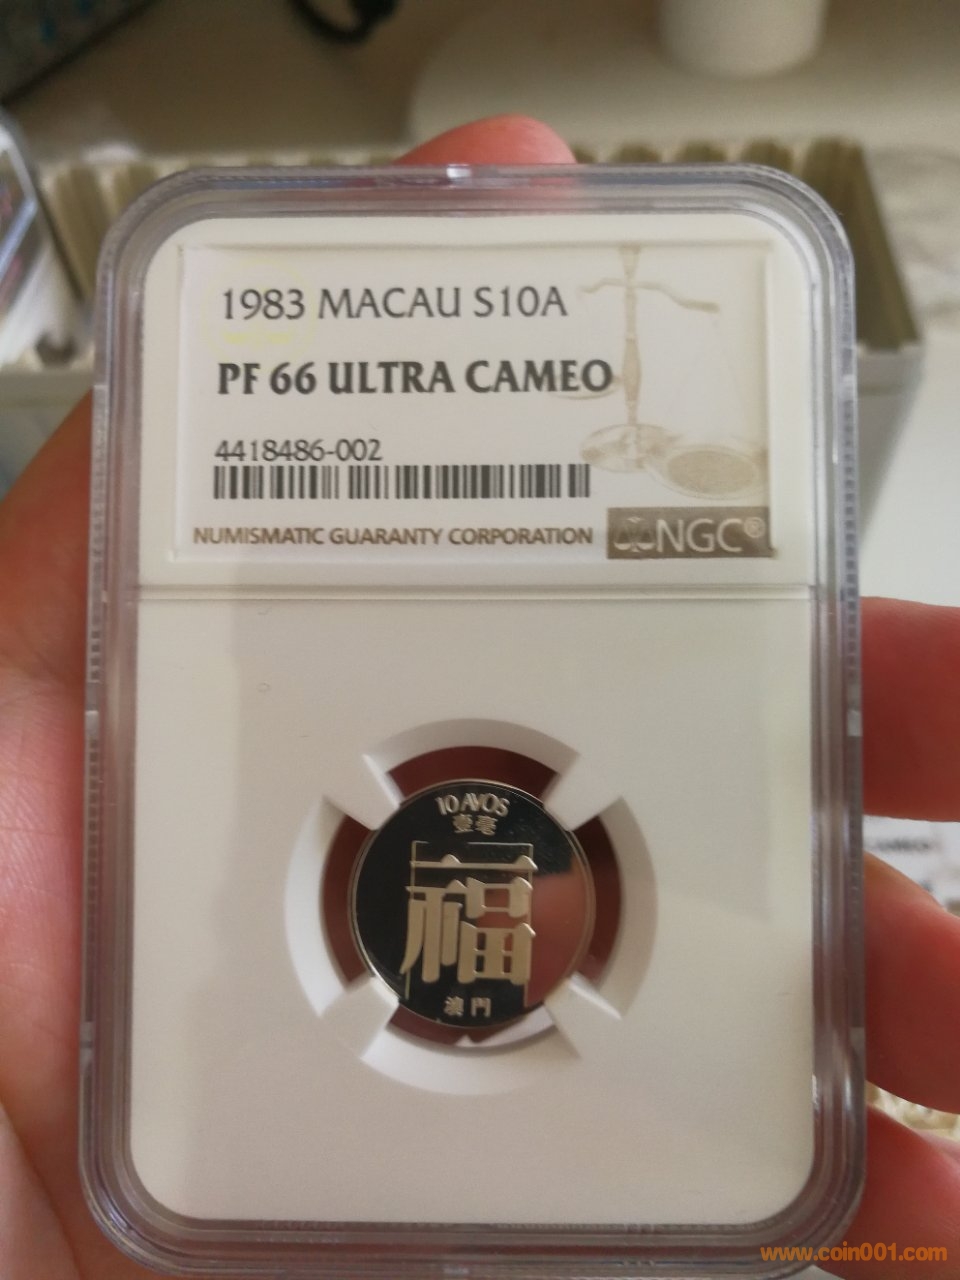 1983 MACAU S10A
PF 66 ULTRA CAMEO
4418486-002
NUMISMATIC GUARANTY CORPORATION
NGC®
10 AVOS
壹毫
福
澳門
www.coin001.com